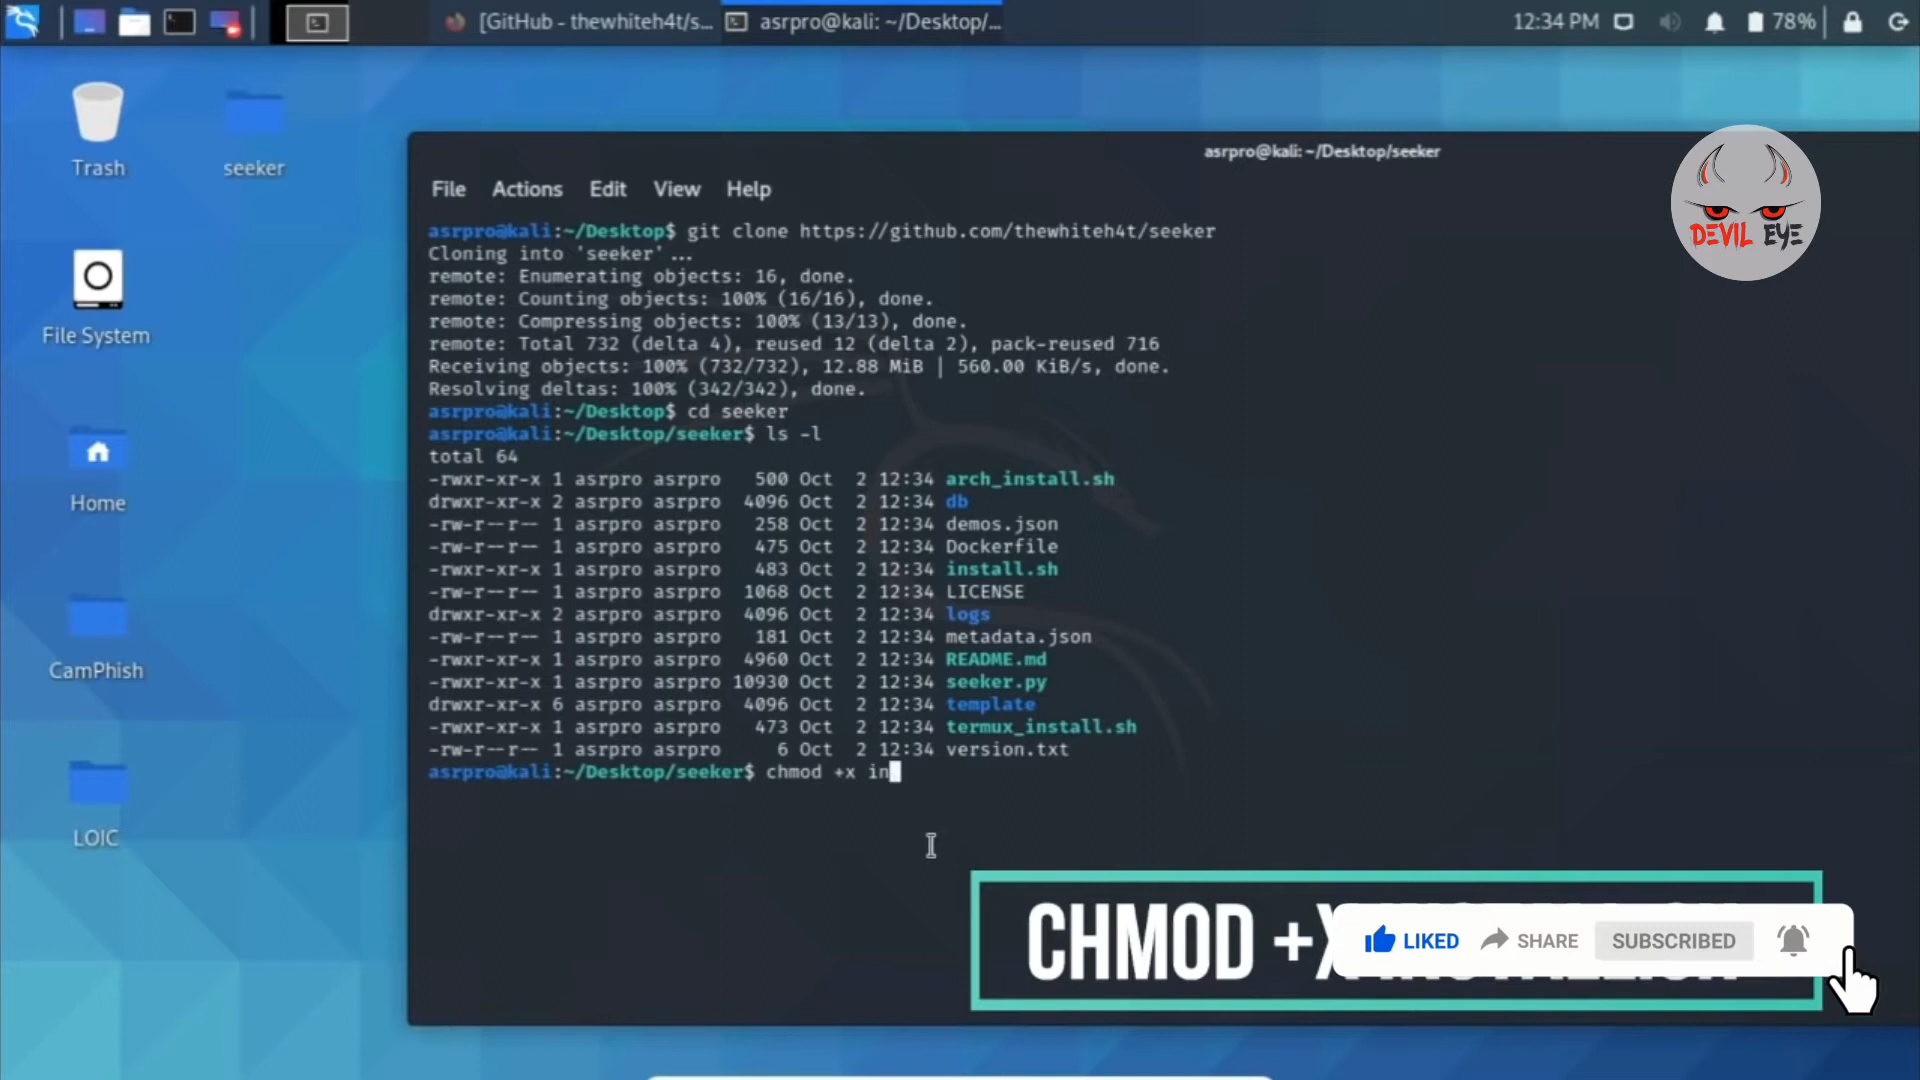 [GitHub - thewhiteh4t/s...
asrpro@kali: ~/Desktop/...
12:34 PM
78%
Trash
seeker
File System
Home
CamPhish
LOIC
asrpro@kali: ~/Desktop/seeker
DEVIL EYE
File Actions Edit View Help
asrpro@kali:~/Desktop$ git clone https://github.com/thewhiteh4t/seeker
Cloning into 'seeker' ...
remote: Enumerating objects: 16, done.
remote: Counting objects: 100% (16/16), done.
remote: Compressing objects: 100% (13/13), done.
remote: Total 732 (delta 4), reused 12 (delta 2), pack-reused 716
Receiving objects: 100% (732/732), 12.88 MiB | 560.00 KiB/s, done.
Resolving deltas: 100% (342/342), done.
asrpro@kali:~/Desktop$ cd seeker
asrpro@kali:~/Desktop/seeker$ ls -l
total 64
-rwxr-xr-x 1 asrpro asrpro 500 Oct 2 12:34 arch_install.sh
drwxr-xr-x 2 asrpro asrpro 4096 Oct 2 12:34 db
-rw-r--r-- 1 asrpro asrpro 258 Oct 2 12:34 demos.json
-rw-r--r-- 1 asrpro asrpro 475 Oct 2 12:34 Dockerfile
-rwxr-xr-x 1 asrpro asrpro 483 Oct 2 12:34 install.sh
-rw-r--r-- 1 asrpro asrpro 1068 Oct 2 12:34 LICENSE
drwxr-xr-x 2 asrpro asrpro 4096 Oct 2 12:34 logs
-rw-r--r-- 1 asrpro asrpro 181 Oct 2 12:34 metadata.json
-rwxr-xr-x 1 asrpro asrpro 4960 Oct 2 12:34 README.md
-rwxr-xr-x 1 asrpro asrpro 10930 Oct 2 12:34 seeker.py
drwxr-xr-x 6 asrpro asrpro 4096 Oct 2 12:34 template
-rwxr-xr-x 1 asrpro asrpro 473 Oct 2 12:34 termux_install.sh
-rw-r--r-- 1 asrpro asrpro 6 Oct 2 12:34 version.txt
asrpro@kali:~/Desktop/seeker$ chmod +x in
CHMOD +X
LIKED SHARE SUBSCRIBED